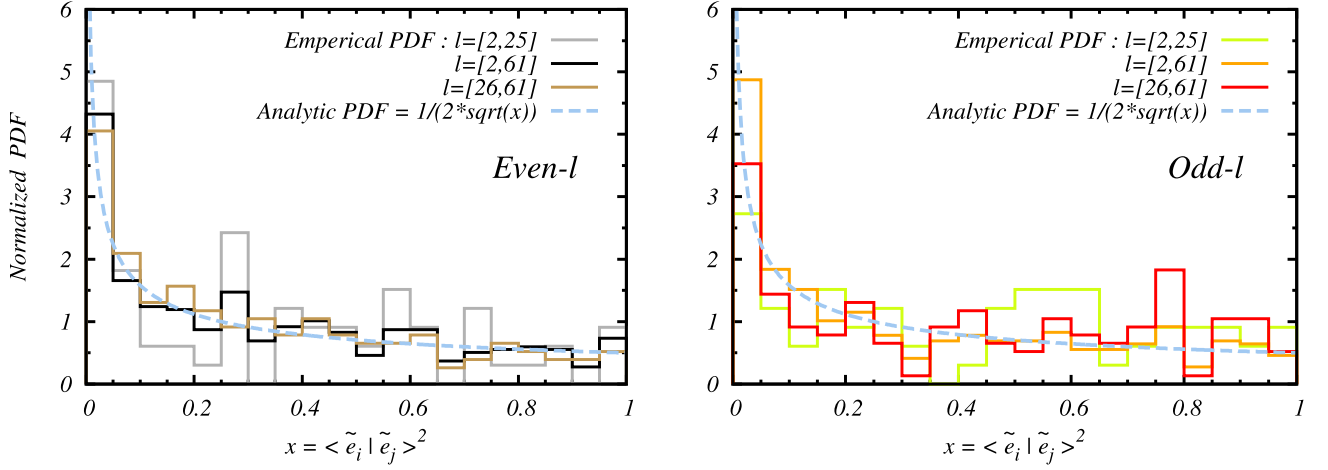 Normalized PDF
6
5
4
3
2
1
0
Emperical PDF : l=[2,25]
l=[2,61]
l=[26,61]
Analytic PDF = 1/(2*sqrt(x))
Even-l
0 0.2 0.4 0.6 0.8 1
x = < ẽ_i | ẽ_j >²
6
5
4
3
2
1
0
Emperical PDF : l=[2,25]
l=[2,61]
l=[26,61]
Analytic PDF = 1/(2*sqrt(x))
Odd-l
0 0.2 0.4 0.6 0.8 1
x = < ẽ_i | ẽ_j >²